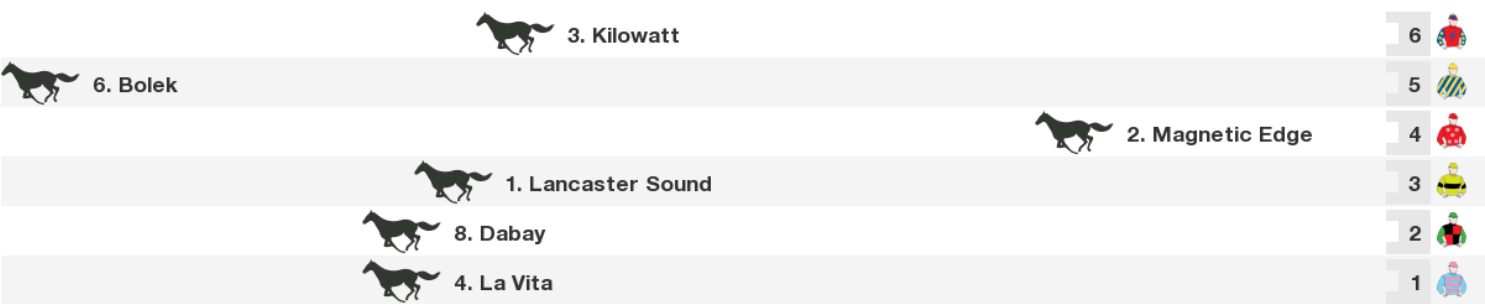 3. Kilowatt 6
6. Bolek 5
2. Magnetic Edge 4
1. Lancaster Sound 3
8. Dabay 2
4. La Vita 1